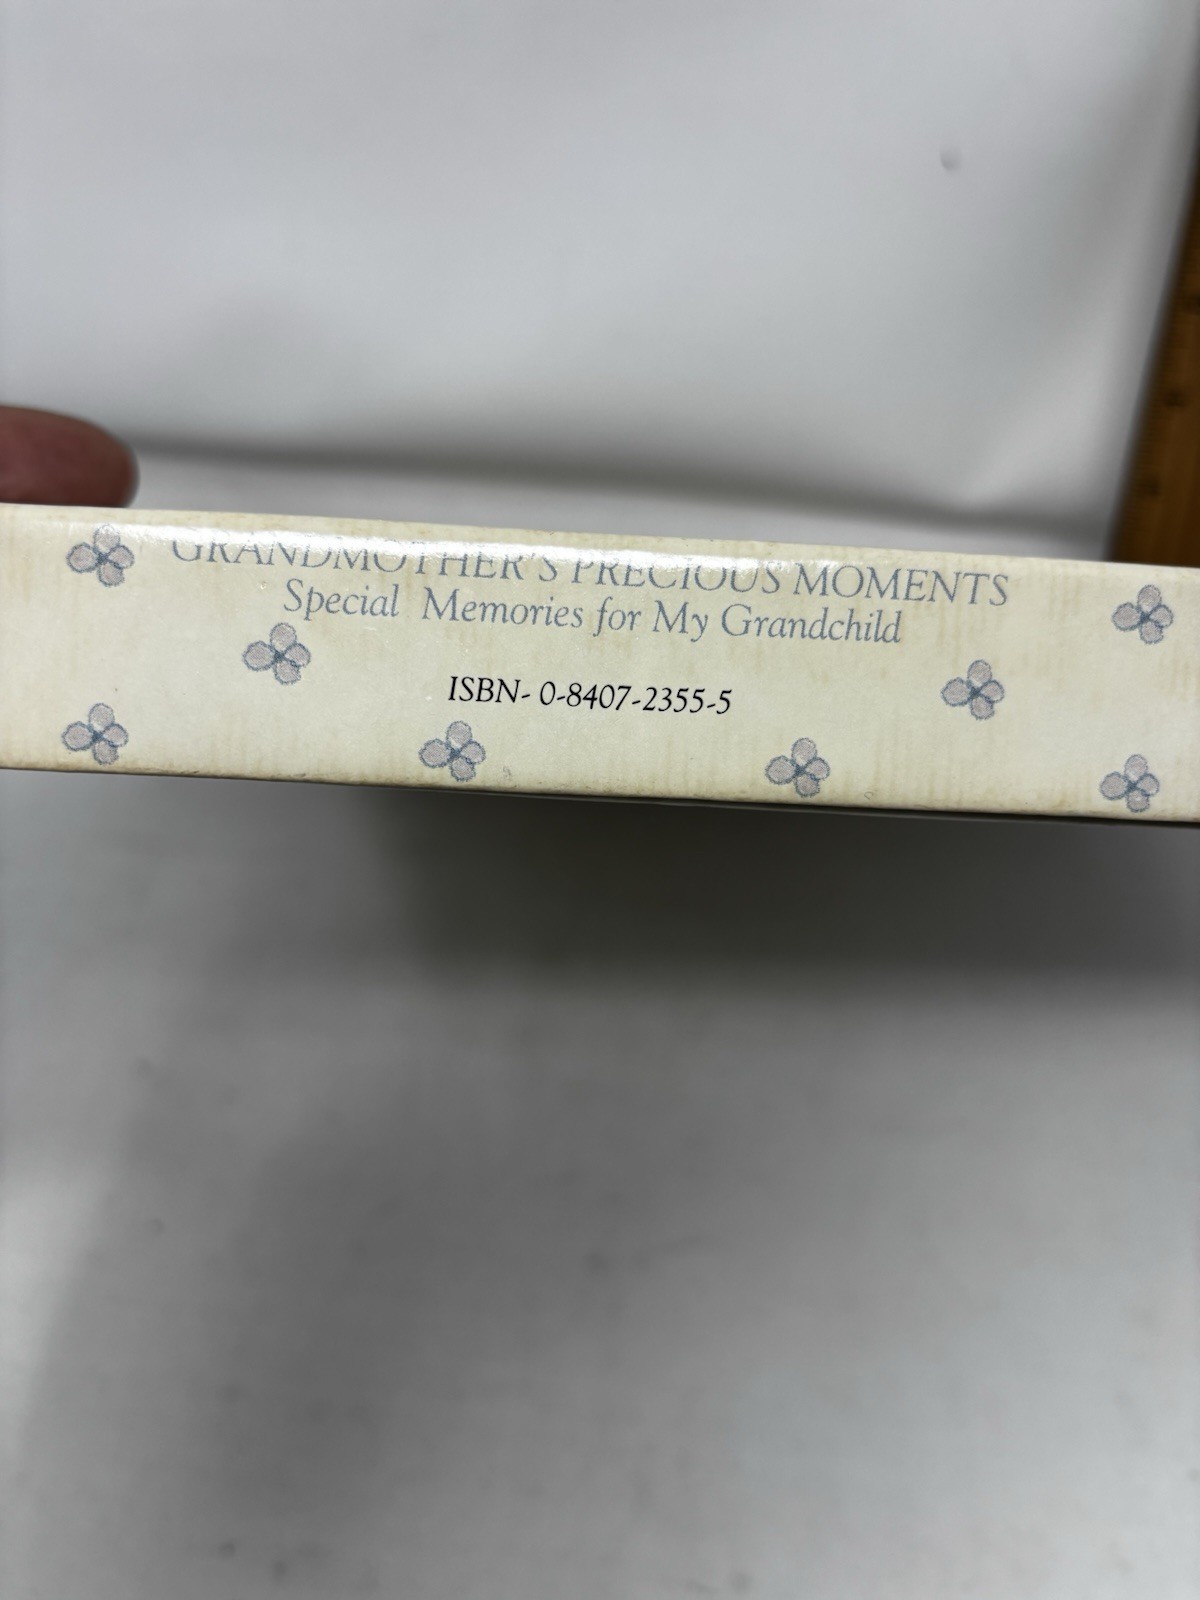 GRANDMOTHER'S PRECIOUS MOMENTS
Special Memories for My Grandchild
ISBN- 0-8407-2355-5